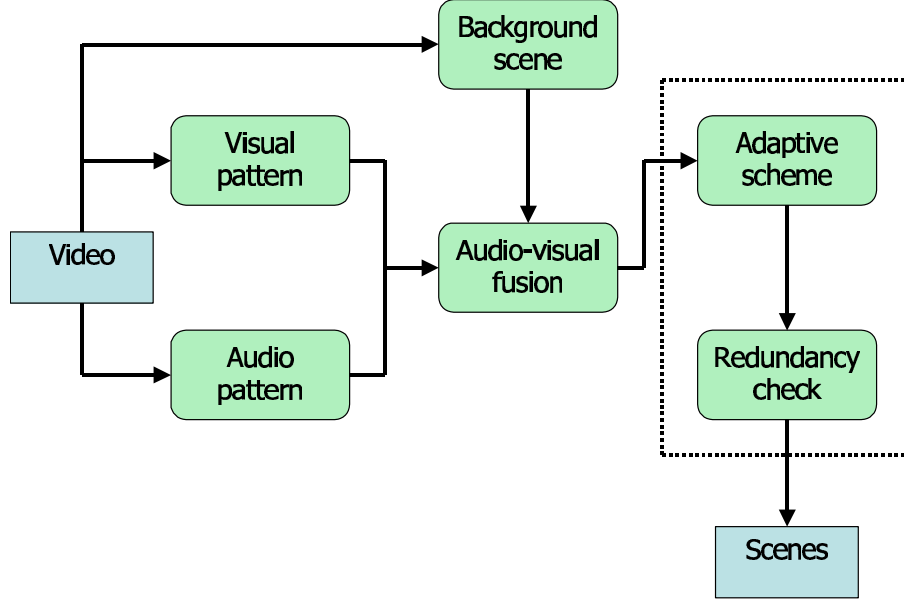 Background
scene
Visual
pattern
Adaptive
scheme
Video
Audio-visual
fusion
Audio
pattern
Redundancy
check
Scenes